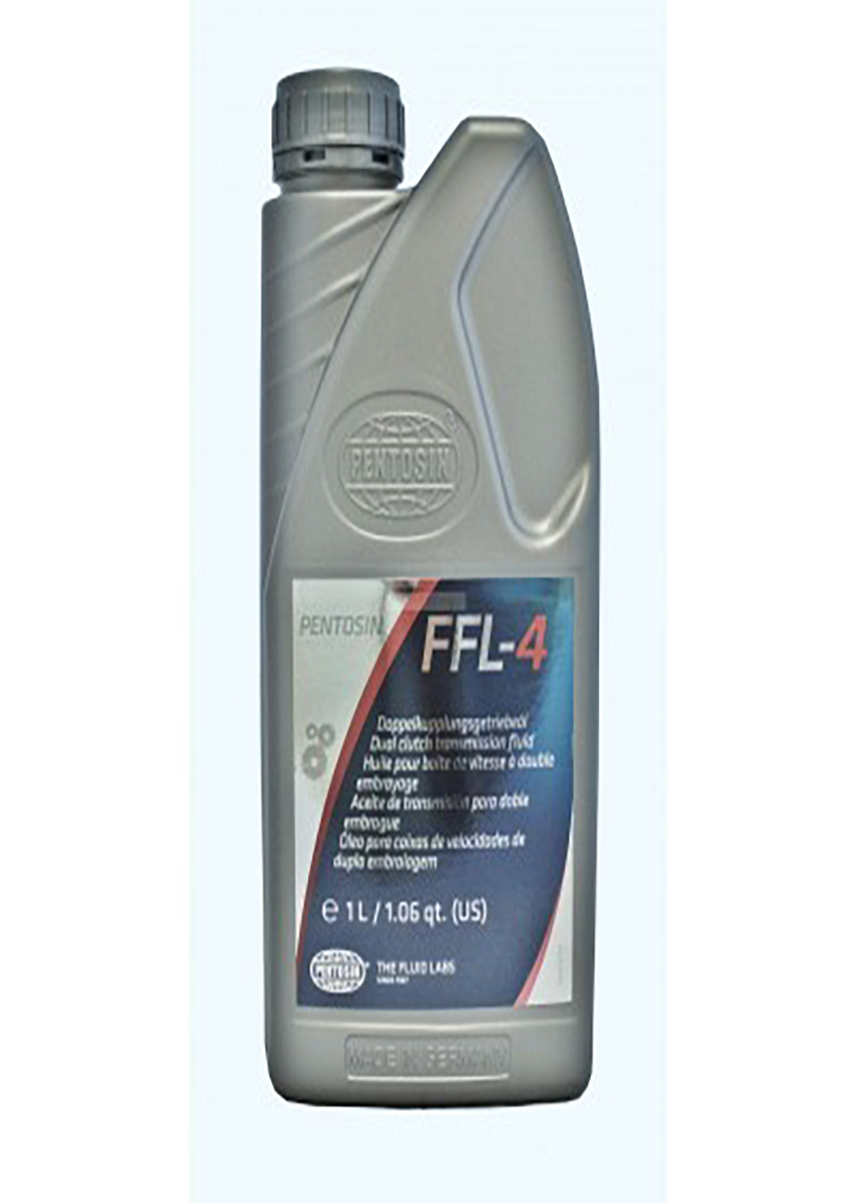 PENTOSIN
PENTOSIN
FFL-4
Doppelkupplungsgetriebeöl
Dual clutch transmission fluid
Huile pour boîte de vitesse à double
embrayage
Aceite de transmisión para doble
embrague
Óleo para caixas de velocidades de
dupla embraiagem
e 1 L / 1.06 qt. (US)
PENTOSIN®
THE FLUID LABS
MADE IN GERMANY